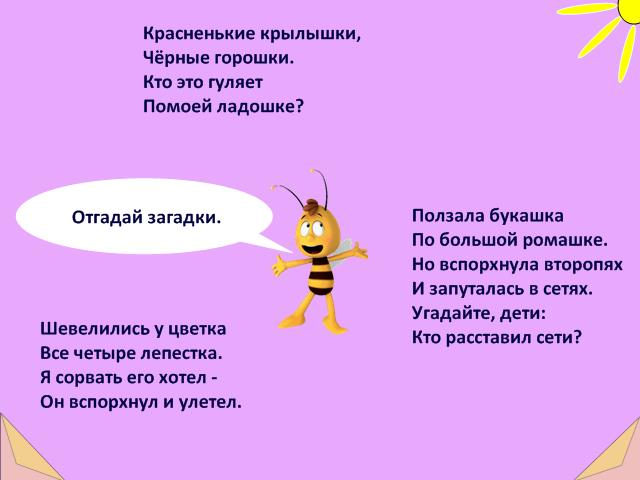 Красненькие крылышки,
Чёрные горошки.
Кто это гуляет
Помоей ладошке?
Отгадай загадки.
Ползала букашка
По большой ромашке.
Но вспорхнула второпях
И запуталась в сетях.
Угадайте, дети:
Кто расставил сети?
Шевелились у цветка
Все четыре лепестка.
Я сорвать его хотел -
Он вспорхнул и улетел.